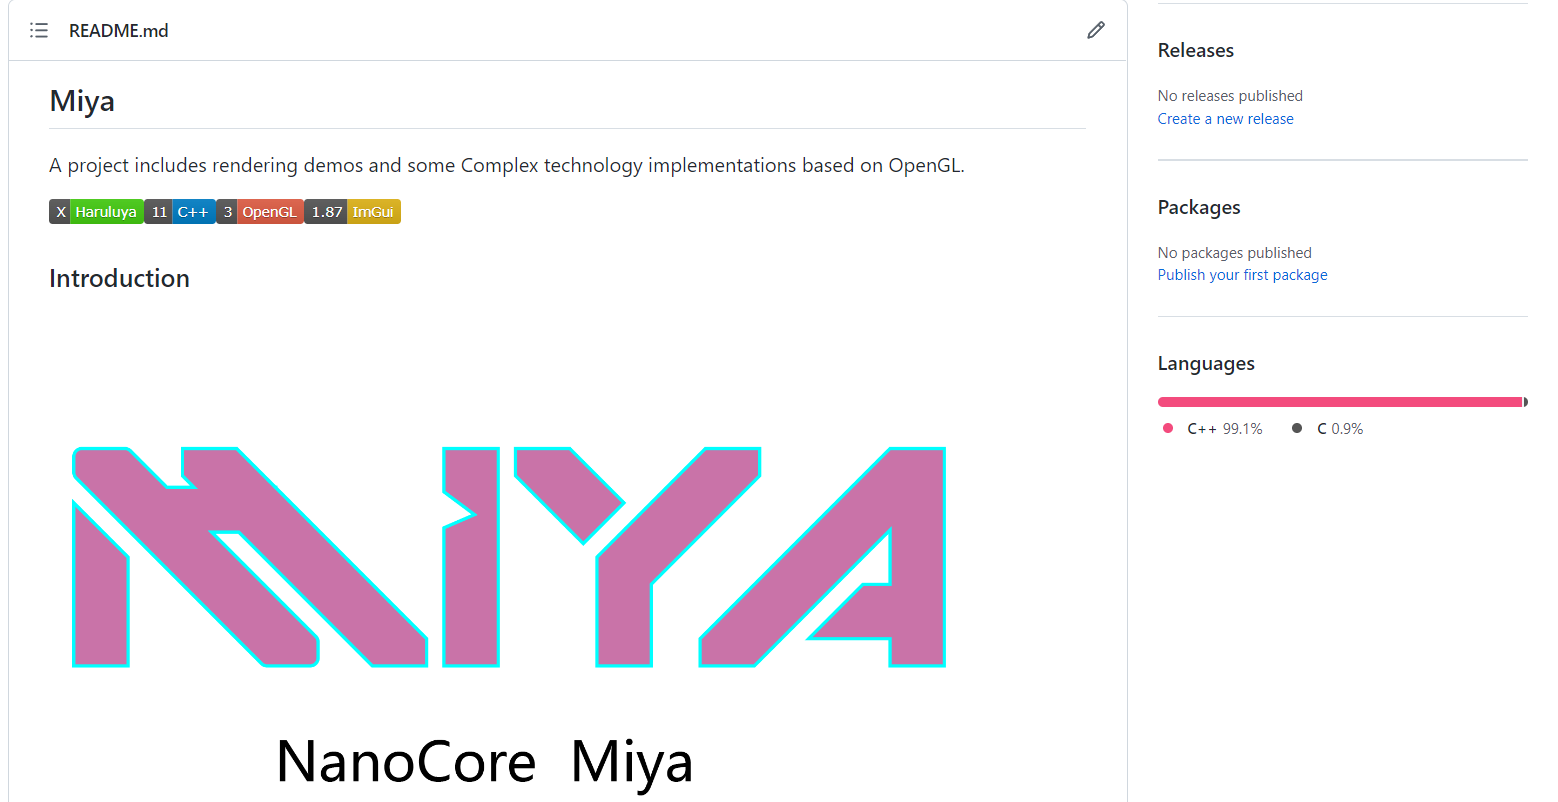 README.md
Miya
A project includes rendering demos and some Complex technology implementations based on OpenGL.
X Haruluya 11 C++ 3 OpenGL 1.87 ImGui
Introduction
MIYA
NanoCore Miya
Releases
No releases published
Create a new release
Packages
No packages published
Publish your first package
Languages
C++ 99.1% C 0.9%